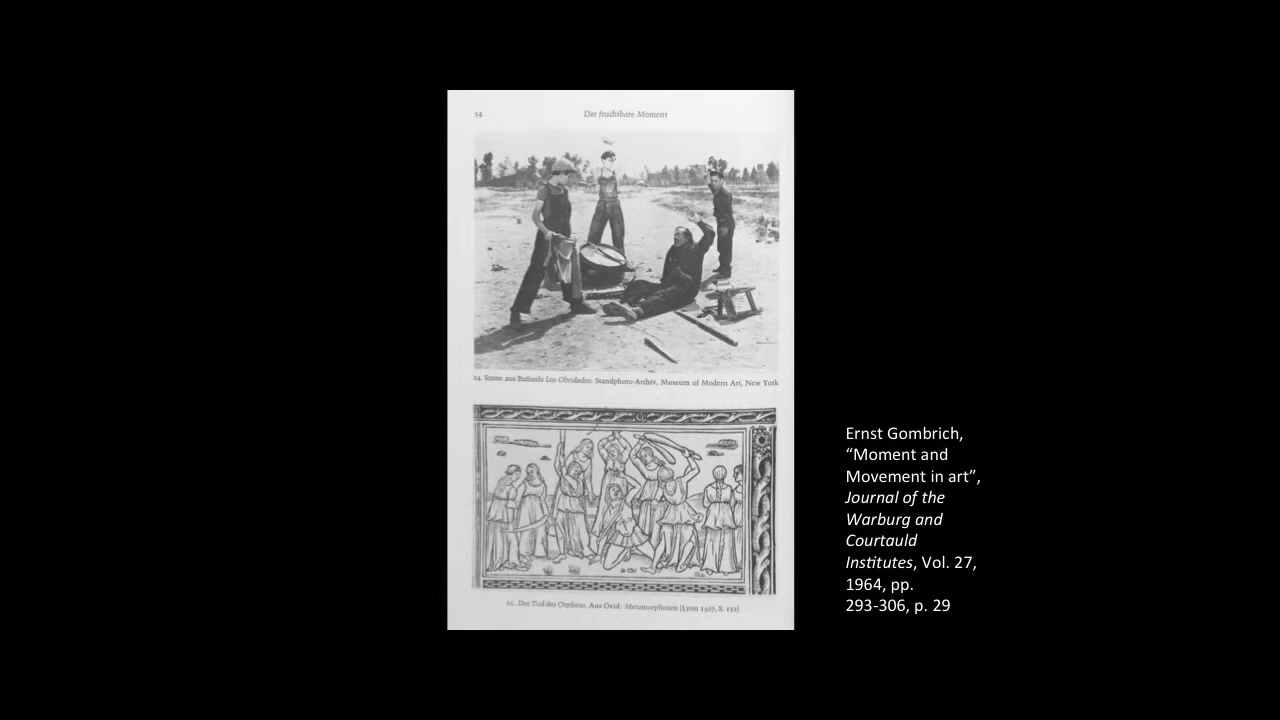 54 Der fruchtbare Moment
24. Szene aus Buñuels Los Olvidados. Standphoto-Archiv, Museum of Modern Art, New York
25. Der Tod des Orpheus. Aus Ovid: Metamorphosen (Lyon 1507, S. 152)
Ernst Gombrich,
“Moment and
Movement in art”,
Journal of the
Warburg and
Courtauld
Institutes, Vol. 27,
1964, pp.
293-306, p. 29